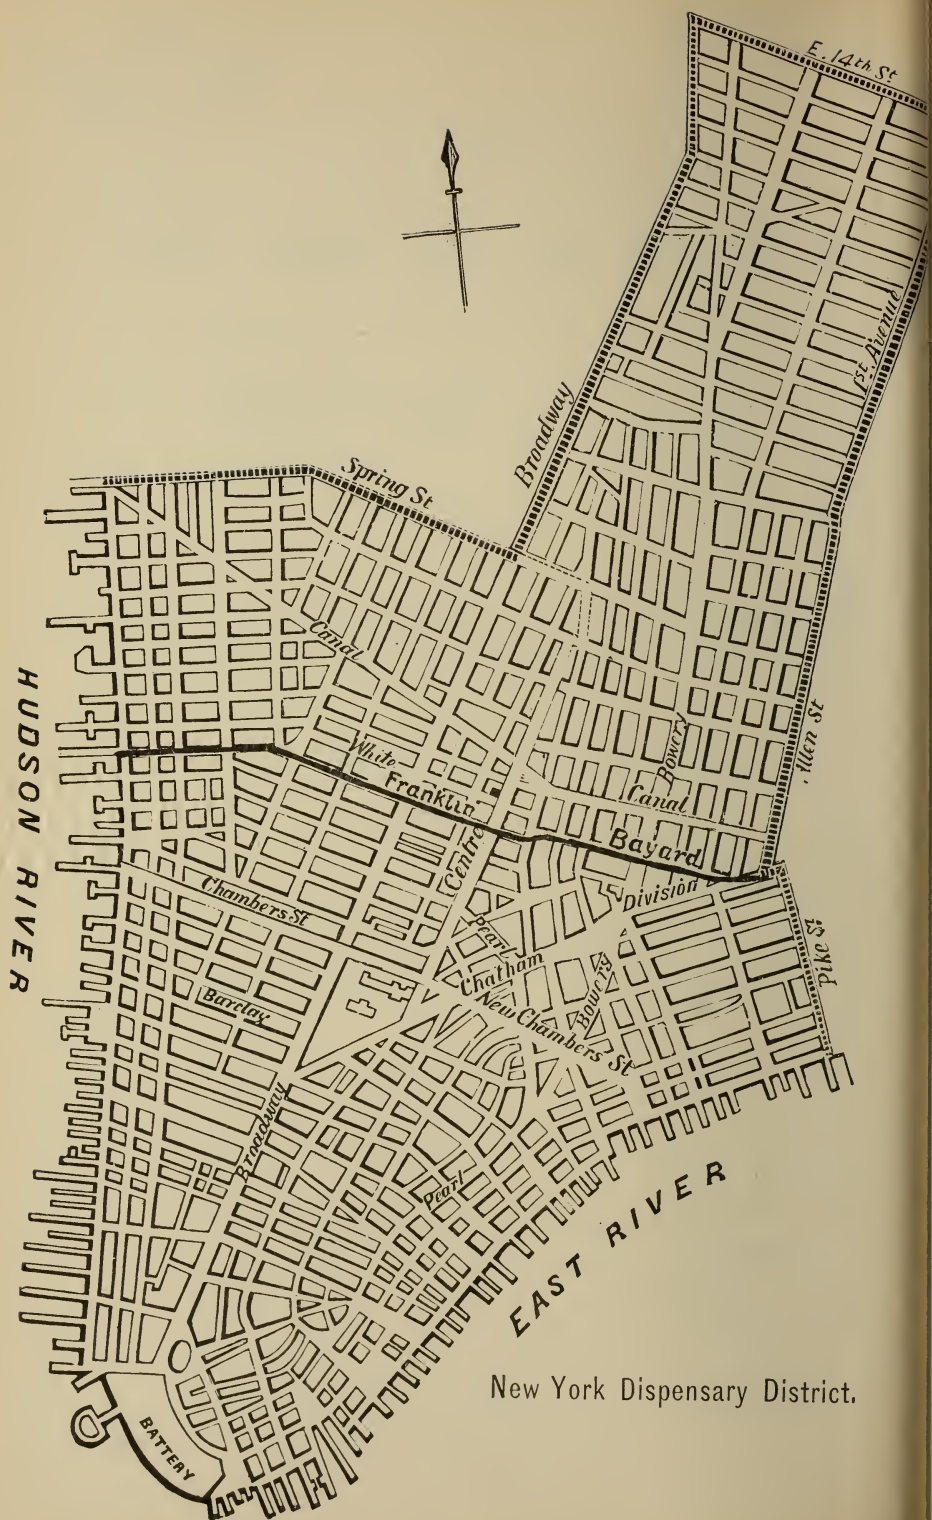 E. 14th St
1st Avenue
Broadway
Spring St
Canal
Allen St
Bowery
White
Franklin
Canal
Centre
Bayard
HUDSON RIVER
Division
Chambers St
Pearl
Chatham
Pike St
Barclay
New Chambers St
Bowery
Broadway
Pearl
EAST RIVER
New York Dispensary District.
BATTERY